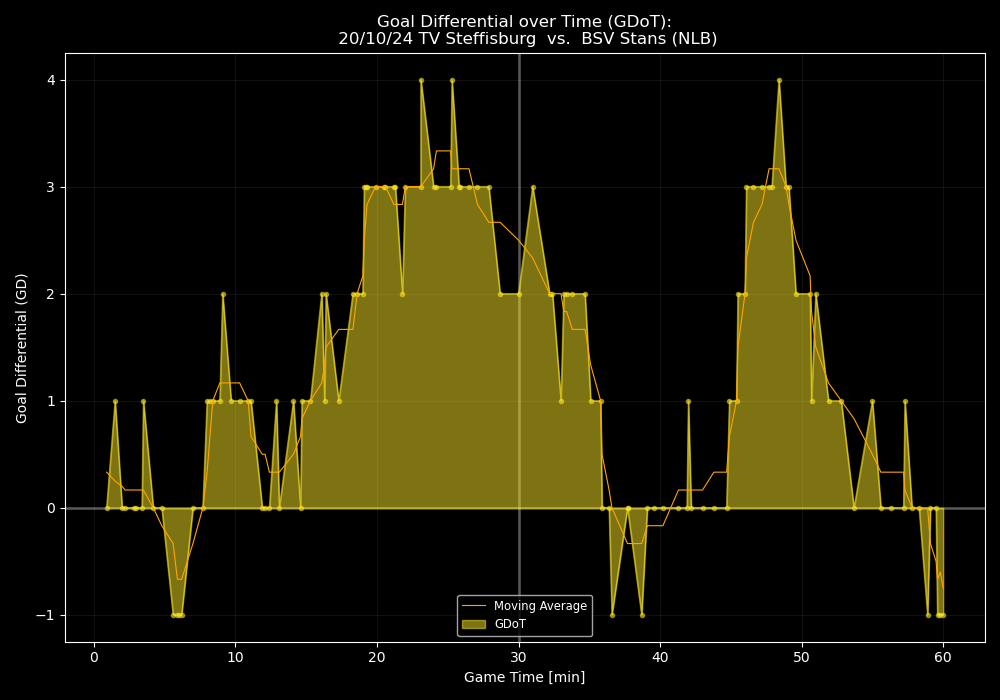 Goal Differential over Time (GDoT):
20/10/24 TV Steffisburg  vs.  BSV Stans (NLB)
Goal Differential (GD)
4
3
2
1
0
−1
Moving Average
GDoT
0 10 20 30 40 50 60
Game Time [min]